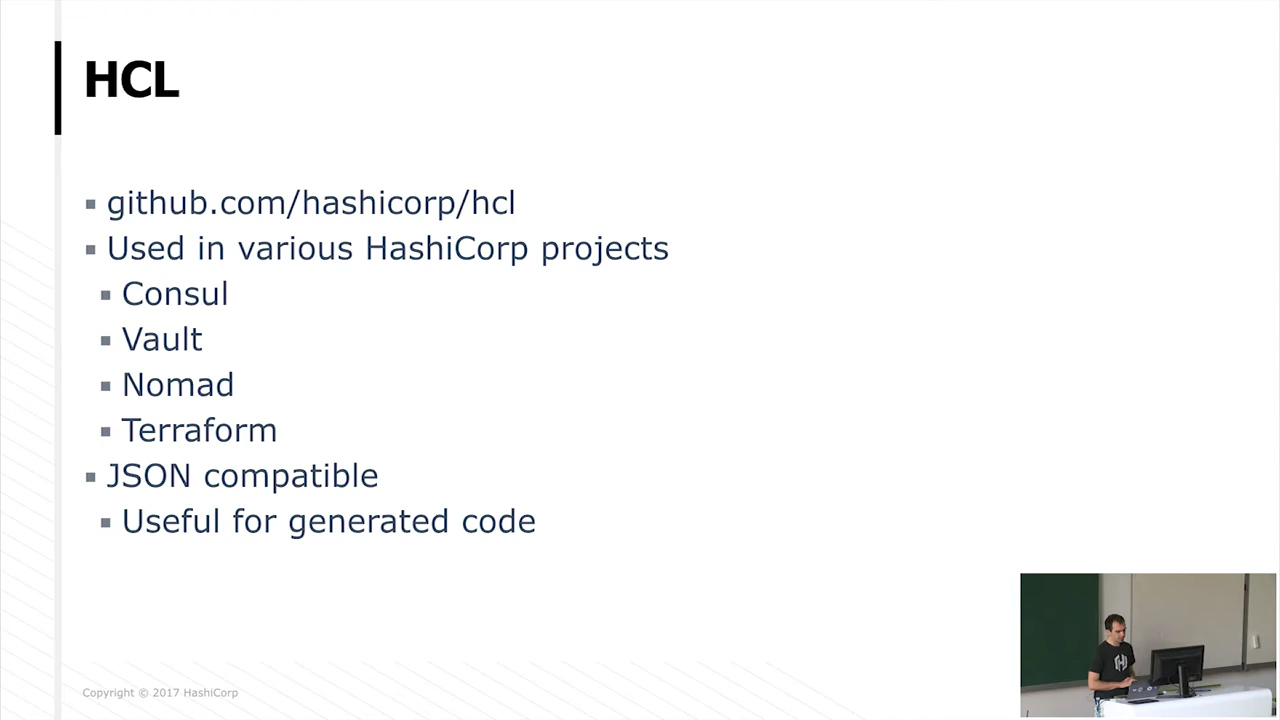 HCL
github.com/hashicorp/hcl
Used in various HashiCorp projects
Consul
Vault
Nomad
Terraform
JSON compatible
Useful for generated code
Copyright © 2017 HashiCorp